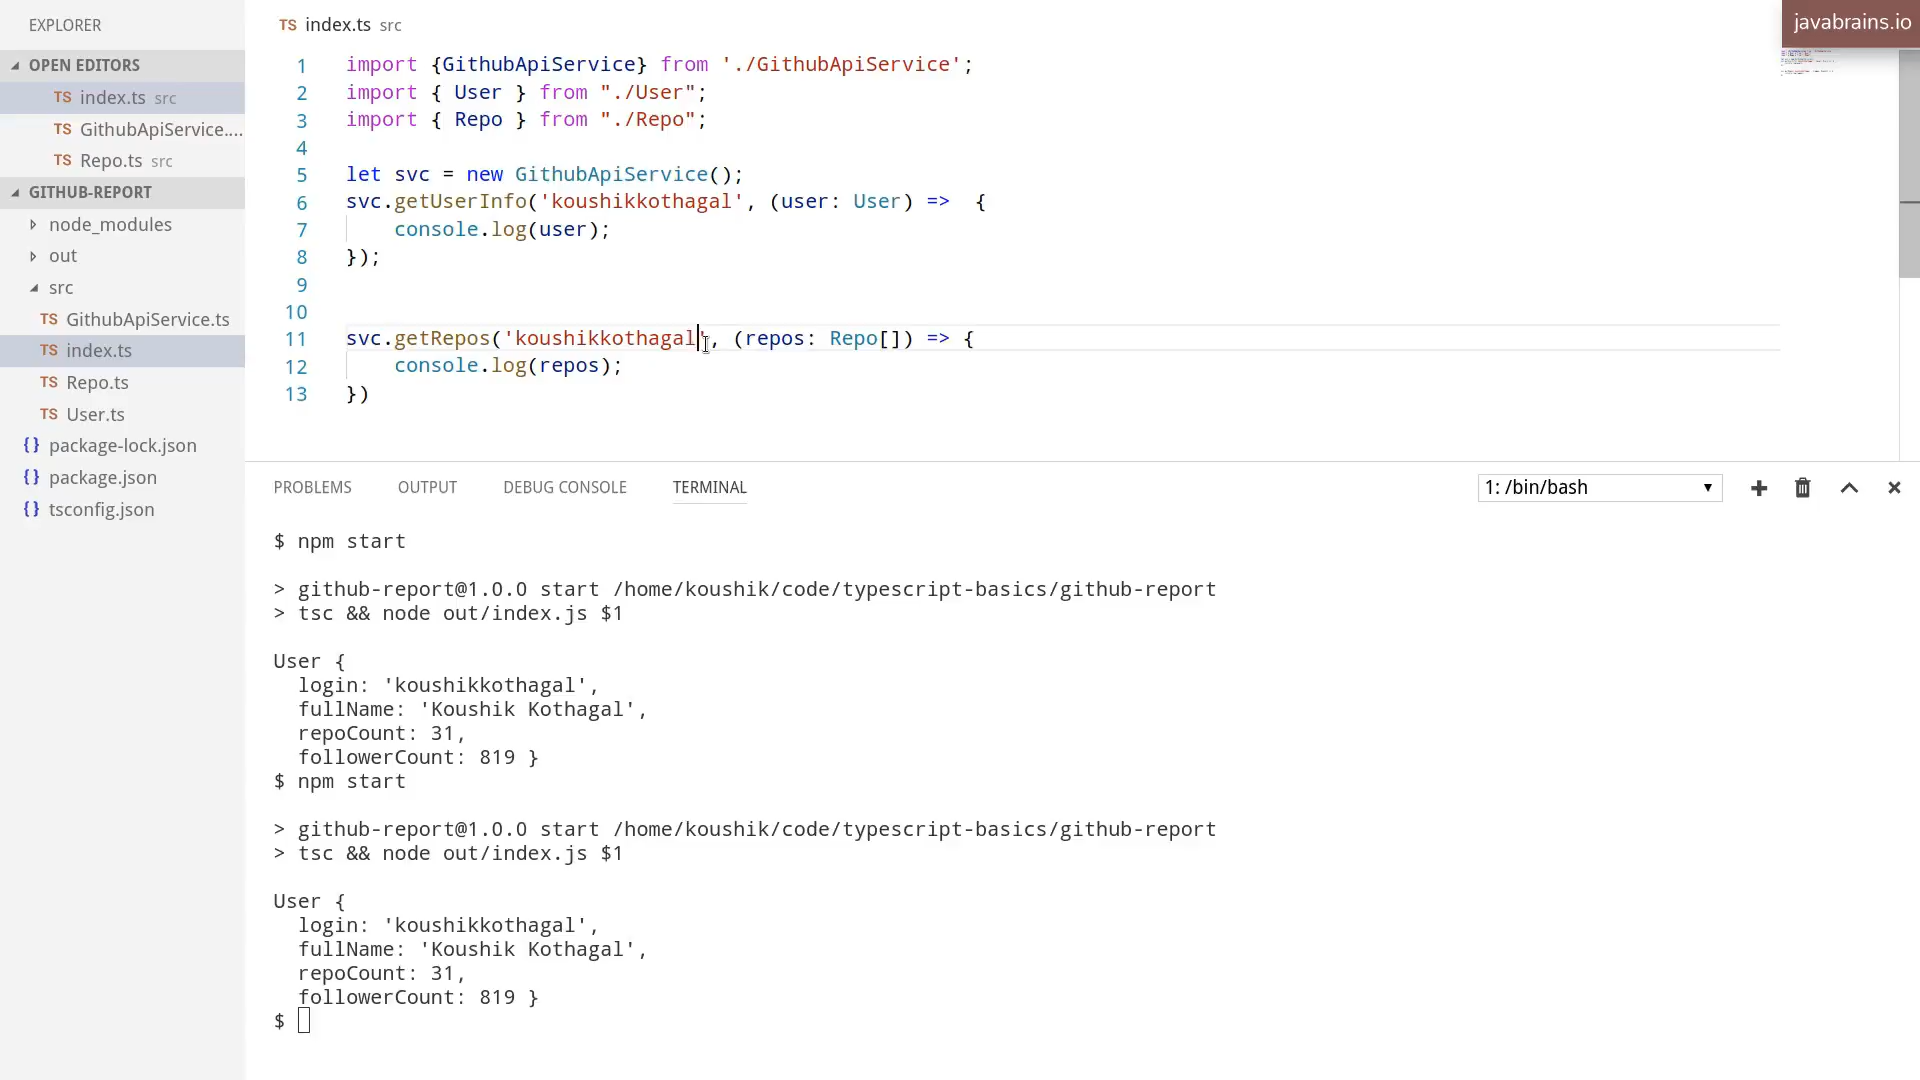 EXPLORER
OPEN EDITORS
TS index.ts src
TS GithubApiService....
TS Repo.ts src
GITHUB-REPORT
node_modules
out
src
TS GithubApiService.ts
TS index.ts
TS Repo.ts
TS User.ts
{} package-lock.json
{} package.json
{} tsconfig.json
TS index.ts src
javabrains.io
1 import {GithubApiService} from './GithubApiService';
2 import { User } from "./User";
3 import { Repo } from "./Repo";
4
5 let svc = new GithubApiService();
6 svc.getUserInfo('koushikkothagal', (user: User) =>  {
7     console.log(user);
8 });
9
10
11 svc.getRepos('koushikkothagal', (repos: Repo[]) => {
12     console.log(repos);
13 })
PROBLEMS OUTPUT DEBUG CONSOLE TERMINAL 1: /bin/bash
$ npm start
> github-report@1.0.0 start /home/koushik/code/typescript-basics/github-report
> tsc && node out/index.js $1
User {
  login: 'koushikkothagal',
  fullName: 'Koushik Kothagal',
  repoCount: 31,
  followerCount: 819 }
$ npm start
> github-report@1.0.0 start /home/koushik/code/typescript-basics/github-report
> tsc && node out/index.js $1
User {
  login: 'koushikkothagal',
  fullName: 'Koushik Kothagal',
  repoCount: 31,
  followerCount: 819 }
$